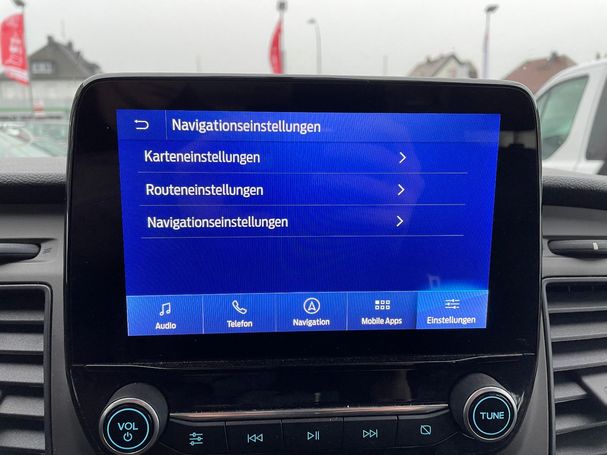 Navigationseinstellungen
Karteneinstellungen
Routeneinstellungen
Navigationseinstellungen
Audio
Telefon
Navigation
Mobile Apps
Einstellungen
VOL
TUNE